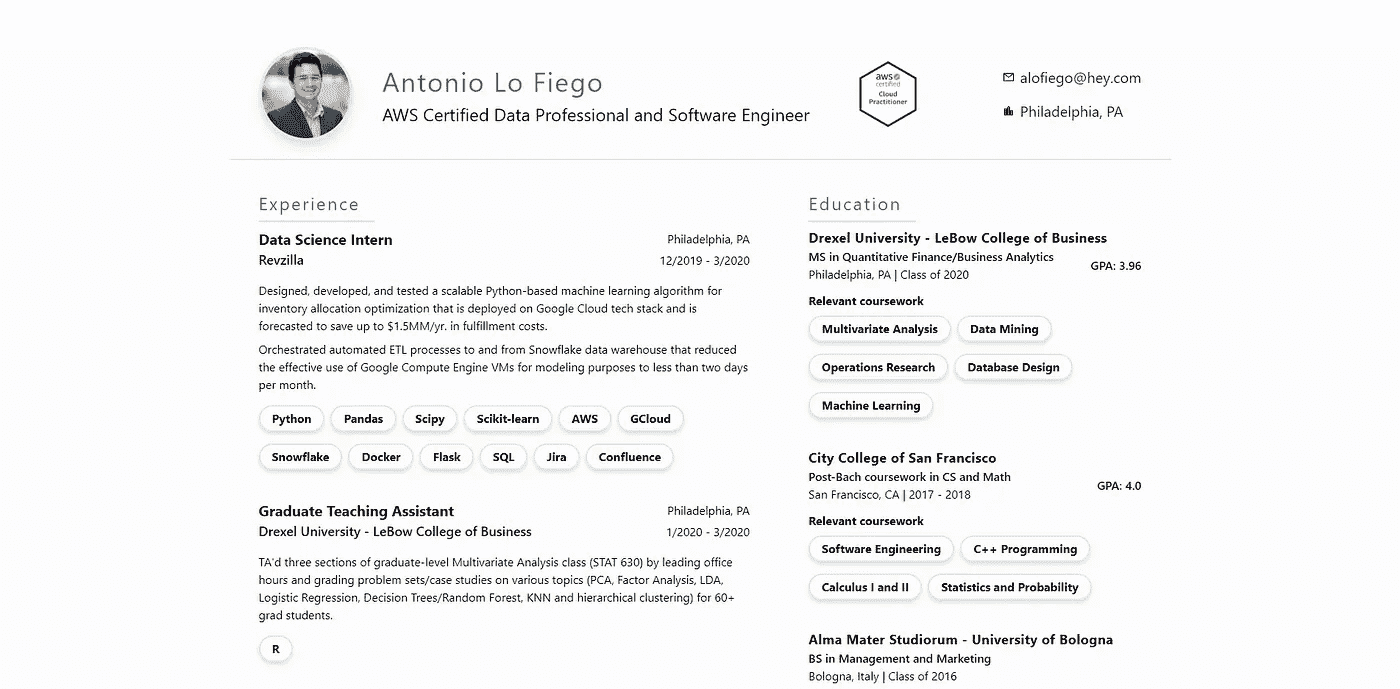 Antonio Lo Fiego
AWS Certified Data Professional and Software Engineer
aws
certified
Cloud
Practitioner
alofiego@hey.com
Philadelphia, PA
Experience
Data Science Intern
Philadelphia, PA
Revzilla
12/2019 - 3/2020
Designed, developed, and tested a scalable Python-based machine learning algorithm for
inventory allocation optimization that is deployed on Google Cloud tech stack and is
forecasted to save up to $1.5MM/yr. in fulfillment costs.
Orchestrated automated ETL processes to and from Snowflake data warehouse that reduced
the effective use of Google Compute Engine VMs for modeling purposes to less than two days
per month.
Python Pandas Scipy Scikit-learn AWS GCloud
Snowflake Docker Flask SQL Jira Confluence
Graduate Teaching Assistant
Philadelphia, PA
Drexel University - LeBow College of Business
1/2020 - 3/2020
TA'd three sections of graduate-level Multivariate Analysis class (STAT 630) by leading office
hours and grading problem sets/case studies on various topics (PCA, Factor Analysis, LDA,
Logistic Regression, Decision Trees/Random Forest, KNN and hierarchical clustering) for 60+
grad students.
R
Education
Drexel University - LeBow College of Business
MS in Quantitative Finance/Business Analytics
GPA: 3.96
Philadelphia, PA | Class of 2020
Relevant coursework
Multivariate Analysis Data Mining
Operations Research Database Design
Machine Learning
City College of San Francisco
Post-Bach coursework in CS and Math
GPA: 4.0
San Francisco, CA | 2017 - 2018
Relevant coursework
Software Engineering C++ Programming
Calculus I and II Statistics and Probability
Alma Mater Studiorum - University of Bologna
BS in Management and Marketing
Bologna, Italy | Class of 2016